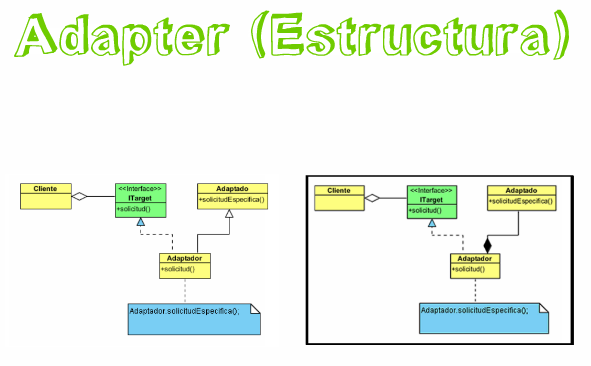 Adapter (Estructura)
Cliente
<<Interface>>
ITarget
+solicitud()
Adaptado
+solicitudEspecifica()
Adaptador
+solicitud()
Adaptador.solicitudEspecifica();
Cliente
<<Interface>>
ITarget
+solicitud()
Adaptado
+solicitudEspecifica()
Adaptador
+solicitud()
Adaptador.solicitudEspecifica();